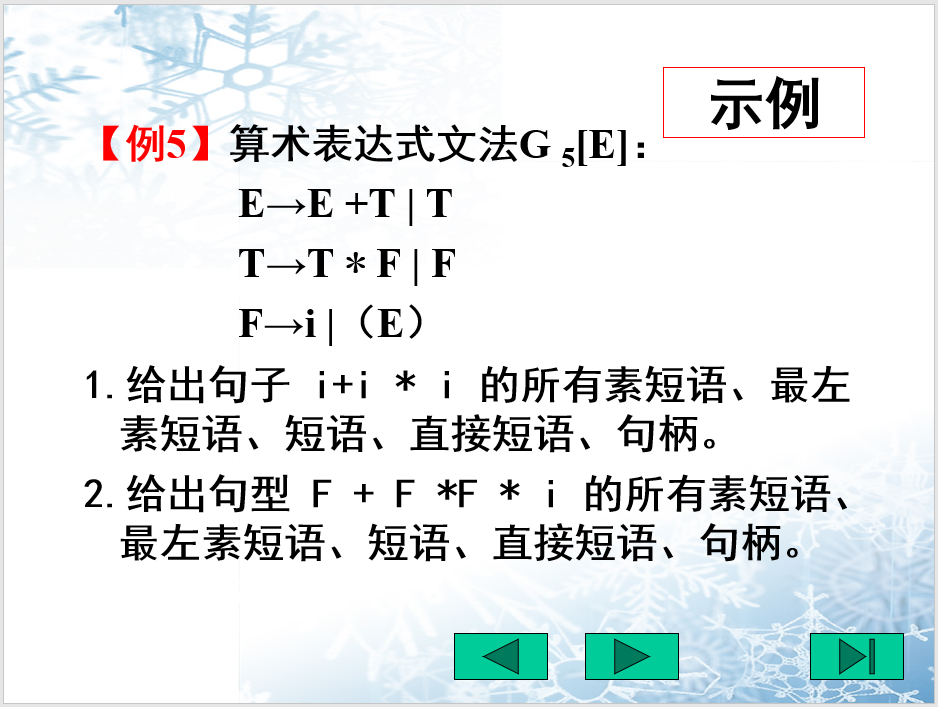 示例
【例5】算术表达式文法G 5[E]：
E→E +T | T
T→T * F | F
F→i |（E）
1.给出句子 i+i * i 的所有素短语、最左
素短语、短语、直接短语、句柄。
2.给出句型 F + F *F * i 的所有素短语、
最左素短语、短语、直接短语、句柄。